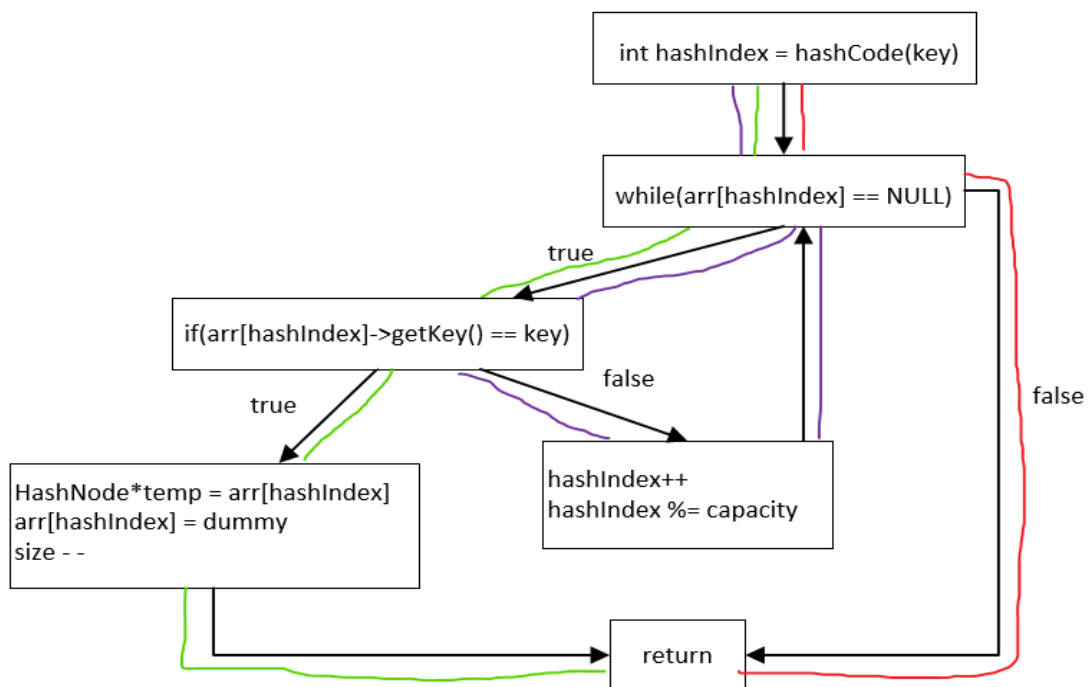 int hashIndex = hashCode(key)
while(arr[hashIndex] == NULL)
true
if(arr[hashIndex]->getKey() == key)
false
true
false
HashNode*temp = arr[hashIndex]
arr[hashIndex] = dummy
size - -
hashIndex++
hashIndex %= capacity
return